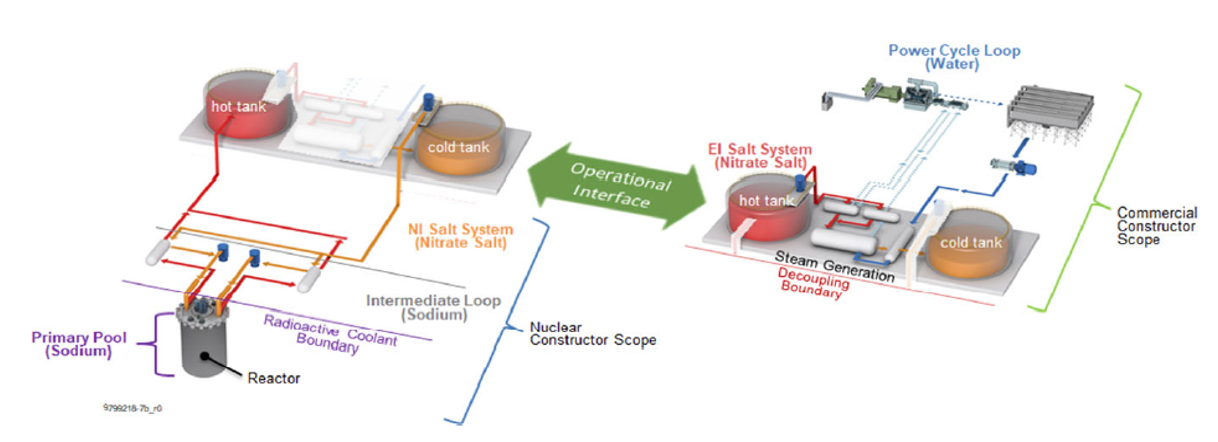 hot tank
cold tank
NI Salt System
(Nitrate Salt)
Intermediate Loop
(Sodium)
Radioactive Coolant
Boundary
Primary Pool
(Sodium)
Reactor
Nuclear
Constructor Scope
9799218-7b_r0
Operational
Interface
Power Cycle Loop
(Water)
EI Salt System
(Nitrate Salt)
hot tank
cold tank
Steam Generation
Decoupling
Boundary
Commercial
Constructor
Scope